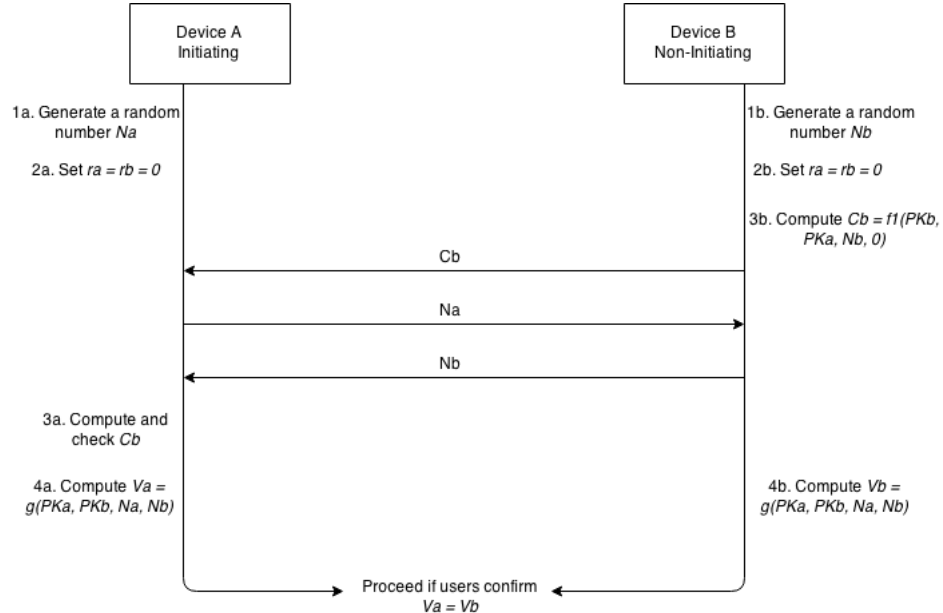 Device A
Initiating
Device B
Non-Initiating
1a. Generate a random
number Na
1b. Generate a random
number Nb
2a. Set ra = rb = 0
2b. Set ra = rb = 0
3b. Compute Cb = f1(PKb,
PKa, Nb, 0)
Cb
Na
Nb
3a. Compute and
check Cb
4a. Compute Va =
g(PKa, PKb, Na, Nb)
4b. Compute Vb =
g(PKa, PKb, Na, Nb)
Proceed if users confirm
Va = Vb